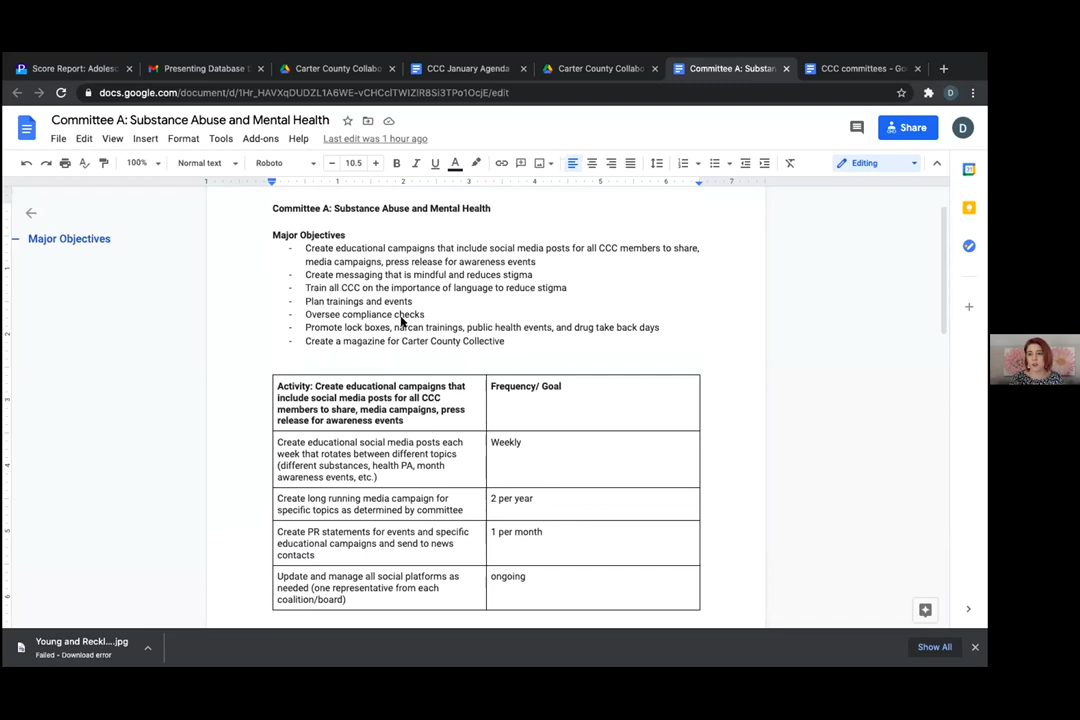 Score Report: Adolesc
Presenting Database t
Carter County Collabo
CCC January Agenda
Carter County Collabo
Committee A: Substan
CCC committees - Go
docs.google.com/document/d/1Hr_HAVXqDUDZL1A6WE-vCHCclTWIZlR8Si3TPo1OcjE/edit
Committee A: Substance Abuse and Mental Health
File Edit View Insert Format Tools Add-ons Help Last edit was 1 hour ago
Share
D
D
100% Normal text Roboto 10.5 B I U A Editing
1 1 2 3 4 5 6 7
Major Objectives
Committee A: Substance Abuse and Mental Health
Major Objectives
- Create educational campaigns that include social media posts for all CCC members to share,
media campaigns, press release for awareness events
- Create messaging that is mindful and reduces stigma
- Train all CCC on the importance of language to reduce stigma
- Plan trainings and events
- Oversee compliance checks
- Promote lock boxes, narcan trainings, public health events, and drug take back days
- Create a magazine for Carter County Collective
Activity: Create educational campaigns that
include social media posts for all CCC
members to share, media campaigns, press
release for awareness events
Frequency/ Goal
Create educational social media posts each
week that rotates between different topics
(different substances, health PA, month
awareness events, etc.)
Weekly
Create long running media campaign for
specific topics as determined by committee
2 per year
Create PR statements for events and specific
educational campaigns and send to news
contacts
1 per month
Update and manage all social platforms as
needed (one representative from each
coalition/board)
ongoing
Young and Reckl....jpg
Failed - Download error
Show All